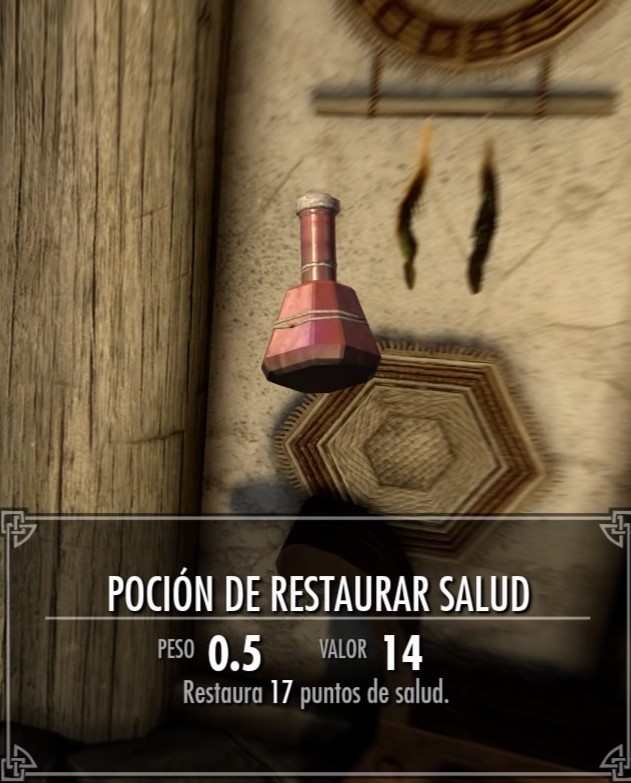 POCIÓN DE RESTAURAR SALUD
PESO 0.5 VALOR 14
Restaura 17 puntos de salud.